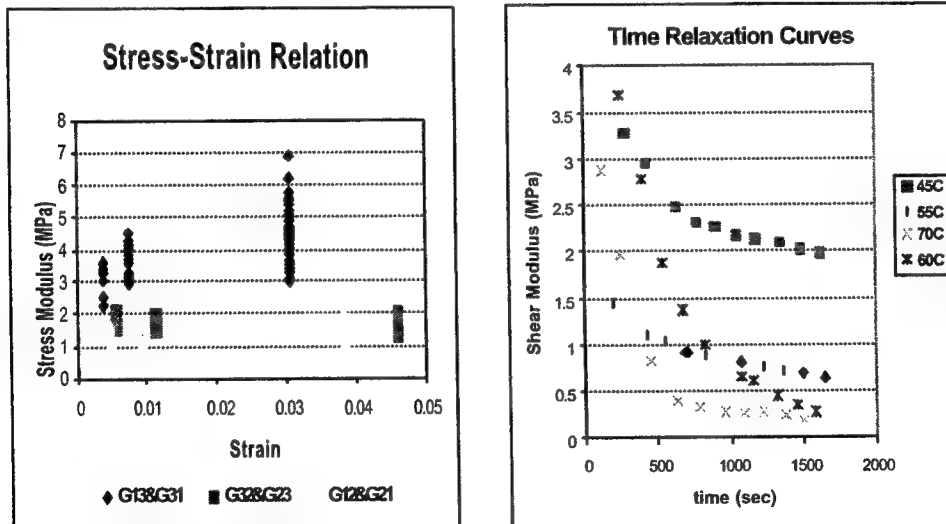 Stress-Strain Relation
Stress Modulus (MPa)
8
7
6
5
4
3
2
1
0
0 0.01 0.02 0.03 0.04 0.05
Strain
G13&G31 G32&G23 G12&G21
Time Relaxation Curves
Shear Modulus (MPa)
4
3.5
3
2.5
2
1.5
1
0.5
0
0 500 1000 1500 2000
time (sec)
45C
55C
70C
60C